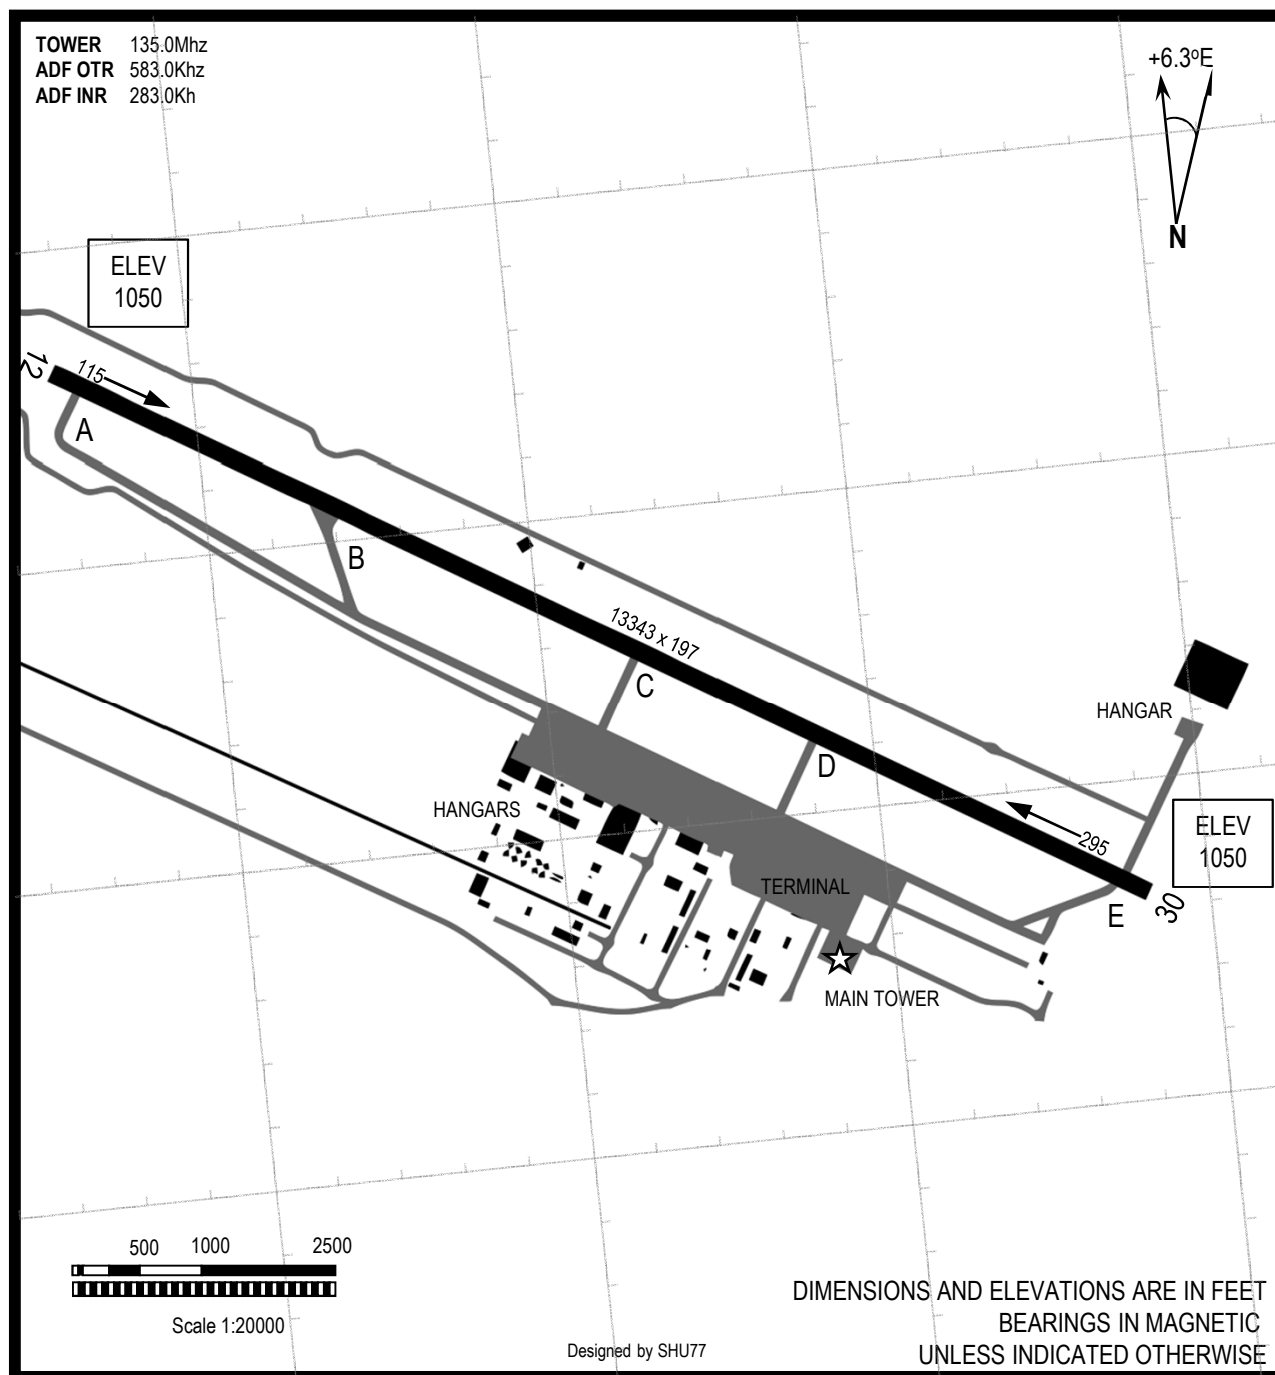 TOWER 135.0Mhz
ADF OTR 583.0Khz
ADF INR 283.0Kh
+6.3ºE
N
ELEV
1050
12
115
A
B
13343 x 197
C
HANGAR
D
HANGARS
295
ELEV
1050
TERMINAL
E
30
MAIN TOWER
500 1000 2500
Scale 1:20000
DIMENSIONS AND ELEVATIONS ARE IN FEET
BEARINGS IN MAGNETIC
UNLESS INDICATED OTHERWISE
Designed by SHU77